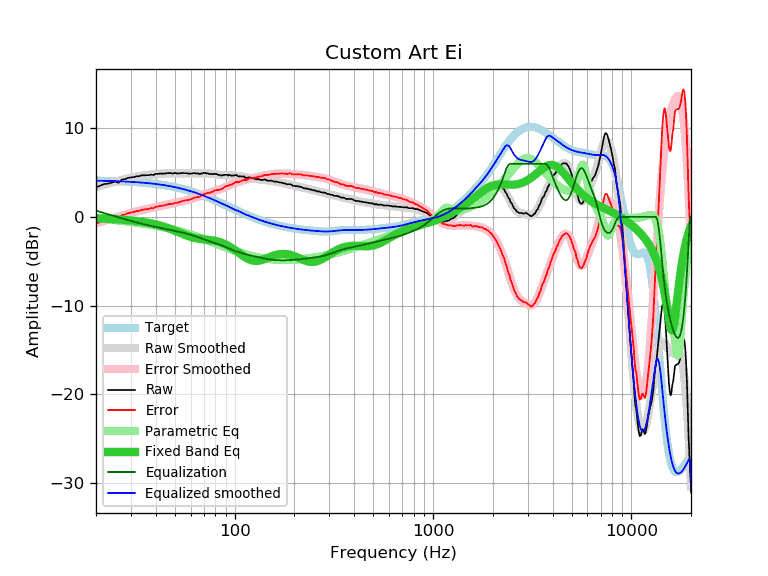 Custom Art Ei
Amplitude (dBr)
10
0
−10
−20
−30
Target
Raw Smoothed
Error Smoothed
Raw
Error
Parametric Eq
Fixed Band Eq
Equalization
Equalized smoothed
100 1000 10000
Frequency (Hz)